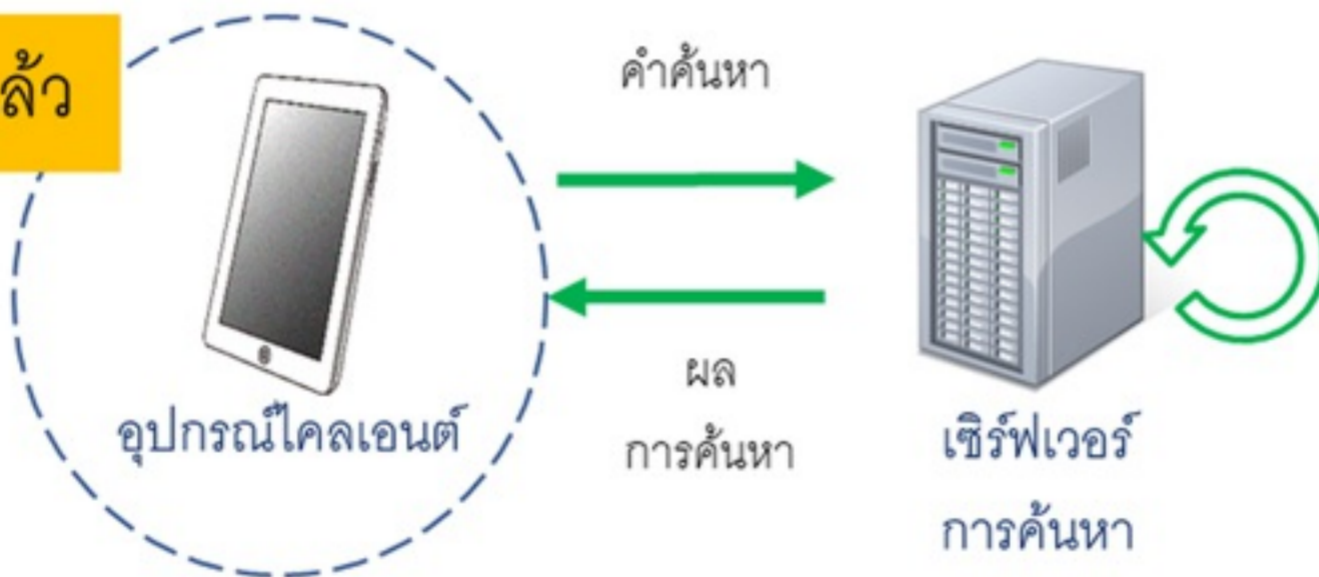 ล้ว
คำค้นหา
ผล
การค้นหา
อุปกรณ์ไคลเอนต์
เซิร์ฟเวอร์
การค้นหา